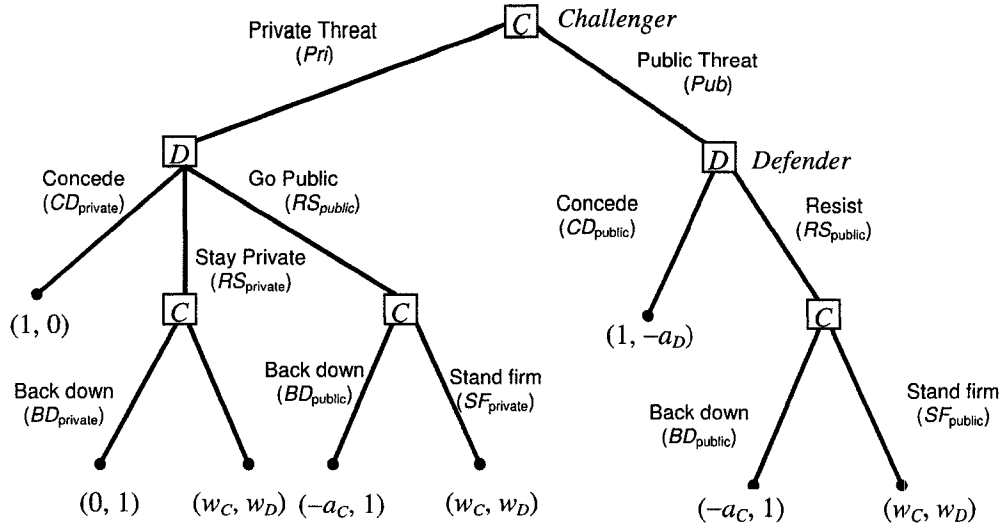 C Challenger
Private Threat
(Pri)
Public Threat
(Pub)
D
D Defender
Concede
(CDprivate)
Go Public
(RSpublic)
Concede
(CDpublic)
Resist
(RSpublic)
Stay Private
(RSprivate)
C
C
C
(1, 0)
(1, −aD)
Back down
(BDprivate)
Back down
(BDpublic)
Stand firm
(SFprivate)
Back down
(BDpublic)
Stand firm
(SFpublic)
(0, 1) (wC, wD) (−aC, 1) (wC, wD) (−aC, 1) (wC, wD)